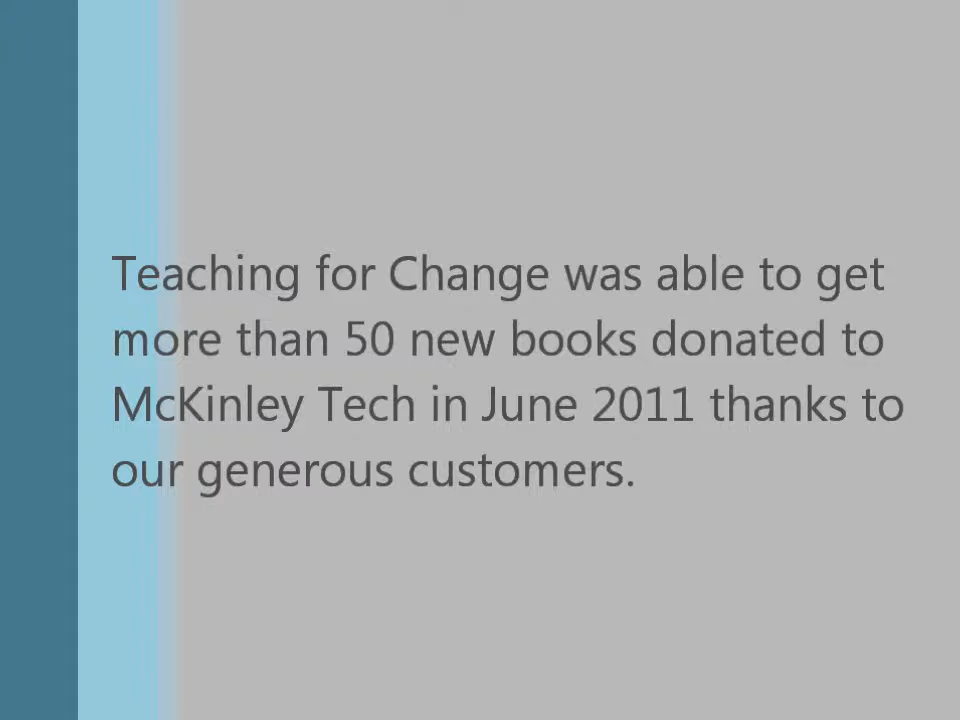 Teaching for Change was able to get
more than 50 new books donated to
McKinley Tech in June 2011 thanks to
our generous customers.